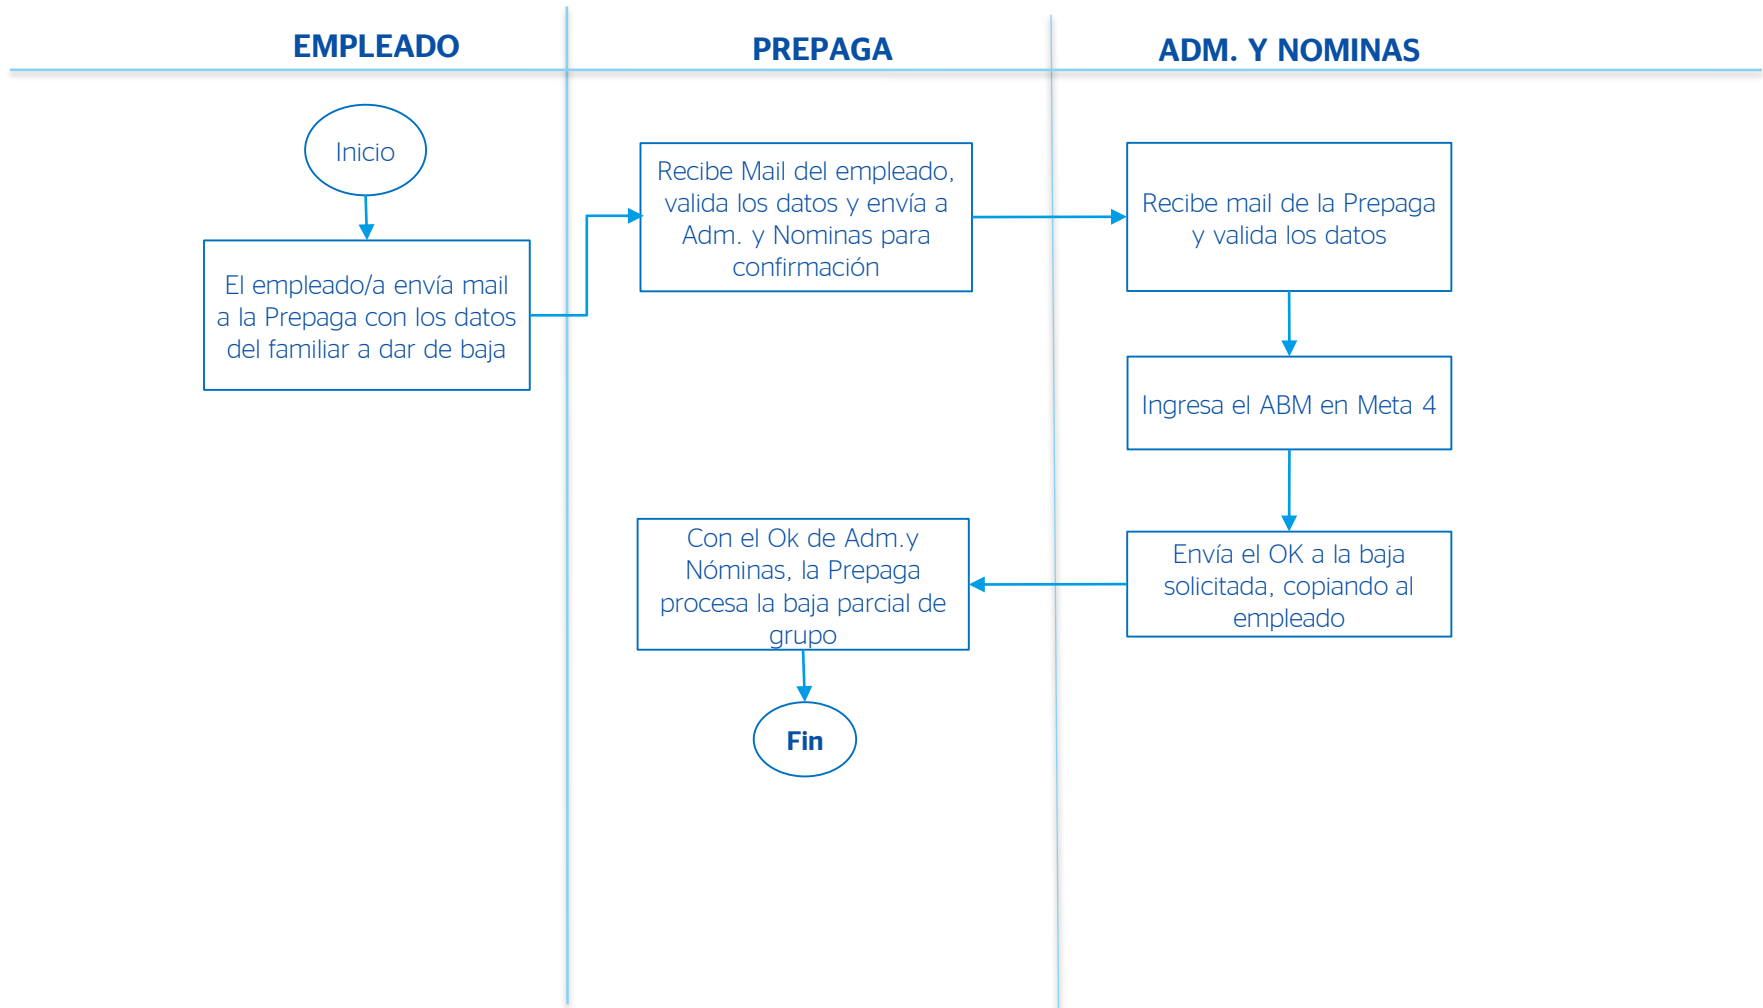 EMPLEADO
PREPAGA
ADM. Y NOMINAS
Inicio
El empleado/a envía mail
a la Prepaga con los datos
del familiar a dar de baja
Recibe Mail del empleado,
valida los datos y envía a
Adm. y Nominas para
confirmación
Recibe mail de la Prepaga
y valida los datos
Ingresa el ABM en Meta 4
Envía el OK a la baja
solicitada, copiando al
empleado
Con el Ok de Adm.y
Nóminas, la Prepaga
procesa la baja parcial de
grupo
Fin